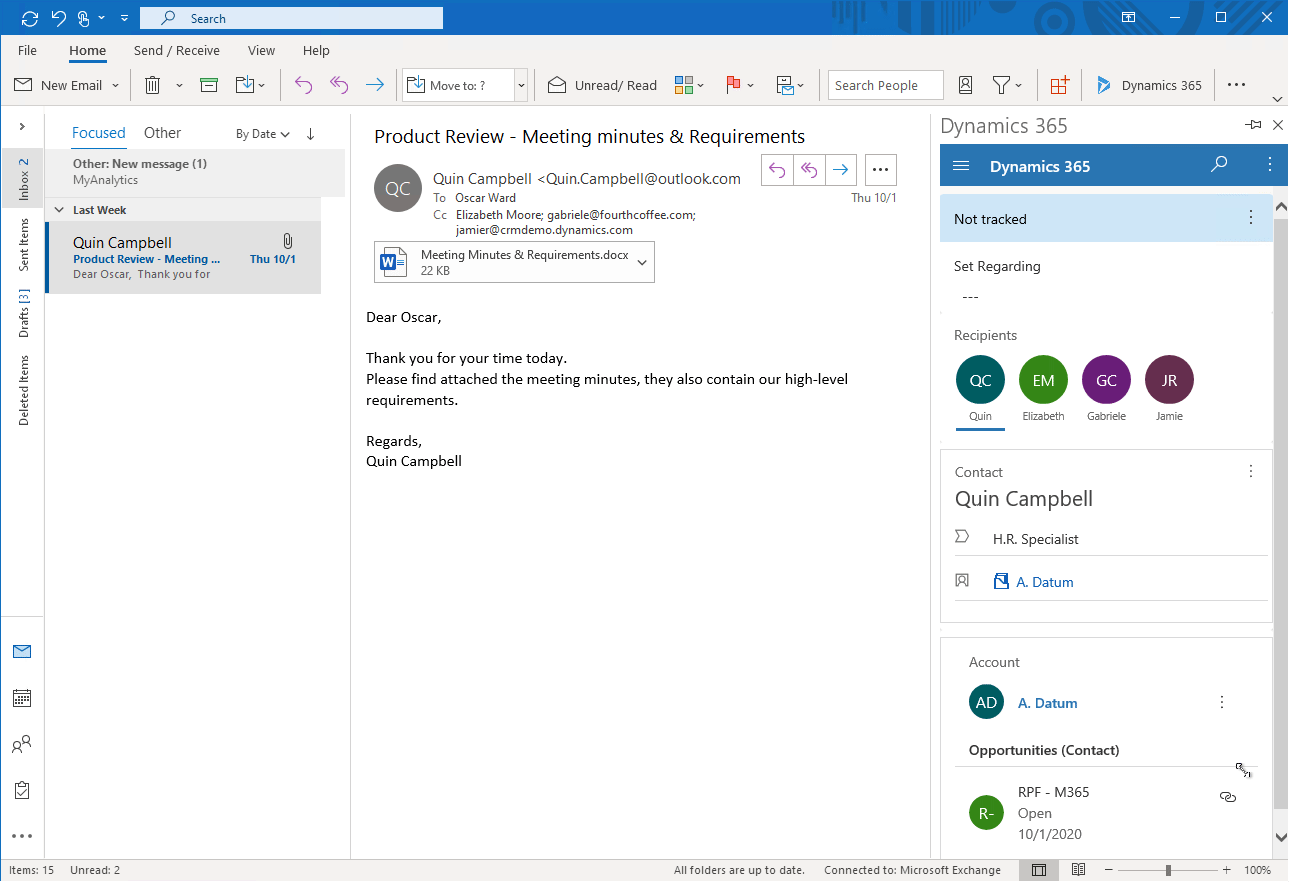 Search
File
Home
Send / Receive
View
Help
New Email
Move to: ?
Unread/ Read
Search People
Dynamics 365
Inbox 2
Sent Items
Drafts [3]
Deleted Items
Focused
Other
By Date
Other: New message (1)
MyAnalytics
Last Week
Quin Campbell
Product Review - Meeting ...
Thu 10/1
Dear Oscar, Thank you for
Product Review - Meeting minutes & Requirements
QC
Quin Campbell <Quin.Campbell@outlook.com
To Oscar Ward
Thu 10/1
Cc Elizabeth Moore; gabriele@fourthcoffee.com;
jamier@crmdemo.dynamics.com
Meeting Minutes & Requirements.docx
22 KB
Dear Oscar,
Thank you for your time today.
Please find attached the meeting minutes, they also contain our high-level
requirements.
Regards,
Quin Campbell
Dynamics 365
Dynamics 365
Not tracked
Set Regarding
---
Recipients
QC
EM
GC
JR
Quin
Elizabeth
Gabriele
Jamie
Contact
Quin Campbell
H.R. Specialist
A. Datum
Account
AD
A. Datum
Opportunities (Contact)
R-
RPF - M365
Open
10/1/2020
Items: 15
Unread: 2
All folders are up to date.
Connected to: Microsoft Exchange
100%